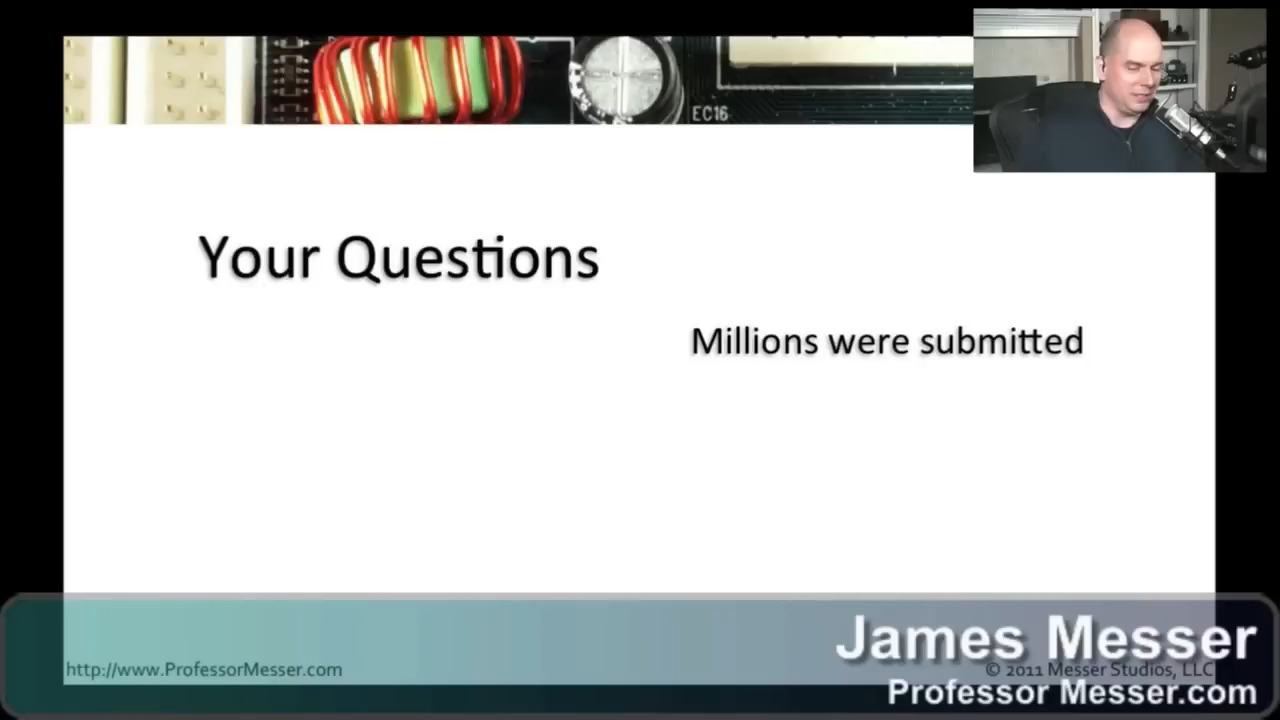 EC16
Your Questions
Millions were submitted
James Messer
http://www.ProfessorMesser.com
© 2011 Messer Studios, LLC
Professor Messer.com